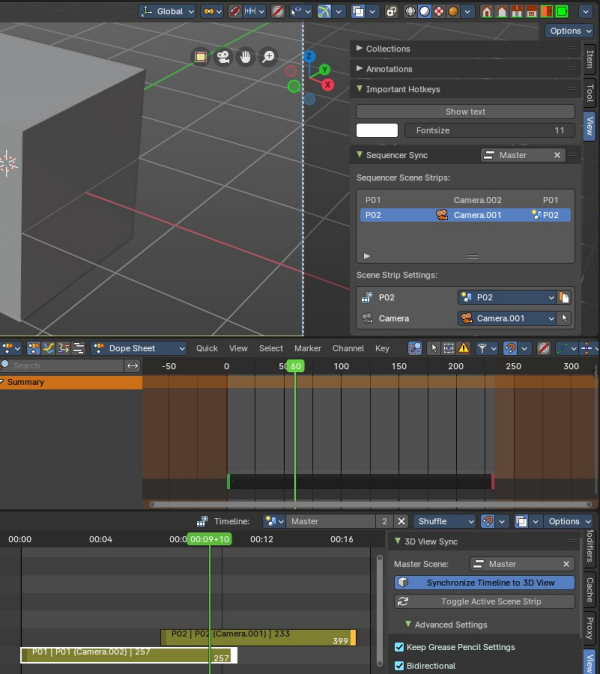 Global
Options
Z
Y
X
Collections
Annotations
Important Hotkeys
Show text
Fontsize 11
Item
Tool
View
Sequencer Sync Master
Sequencer Scene Strips:
P01 Camera.002 P01
P02 Camera.001 P02
Scene Strip Settings:
P02 P02
Camera Camera.001
Dope Sheet Quick View Select Marker Channel Key
Search
-50 0 50 60 100 150 200 250 300
Summary
Timeline: Master 2 Shuffle Options
00:00 00:04 00:09+10 00:12 00:16
3D View Sync
Master Scene: Master
Synchronize Timeline to 3D View
Toggle Active Scene Strip
Advanced Settings
Keep Grease Pencil Settings
Bidirectional
Cache
Proxy
View
P02 | P02 (Camera.001) | 233
399
P01 | P01 (Camera.002) | 257
257